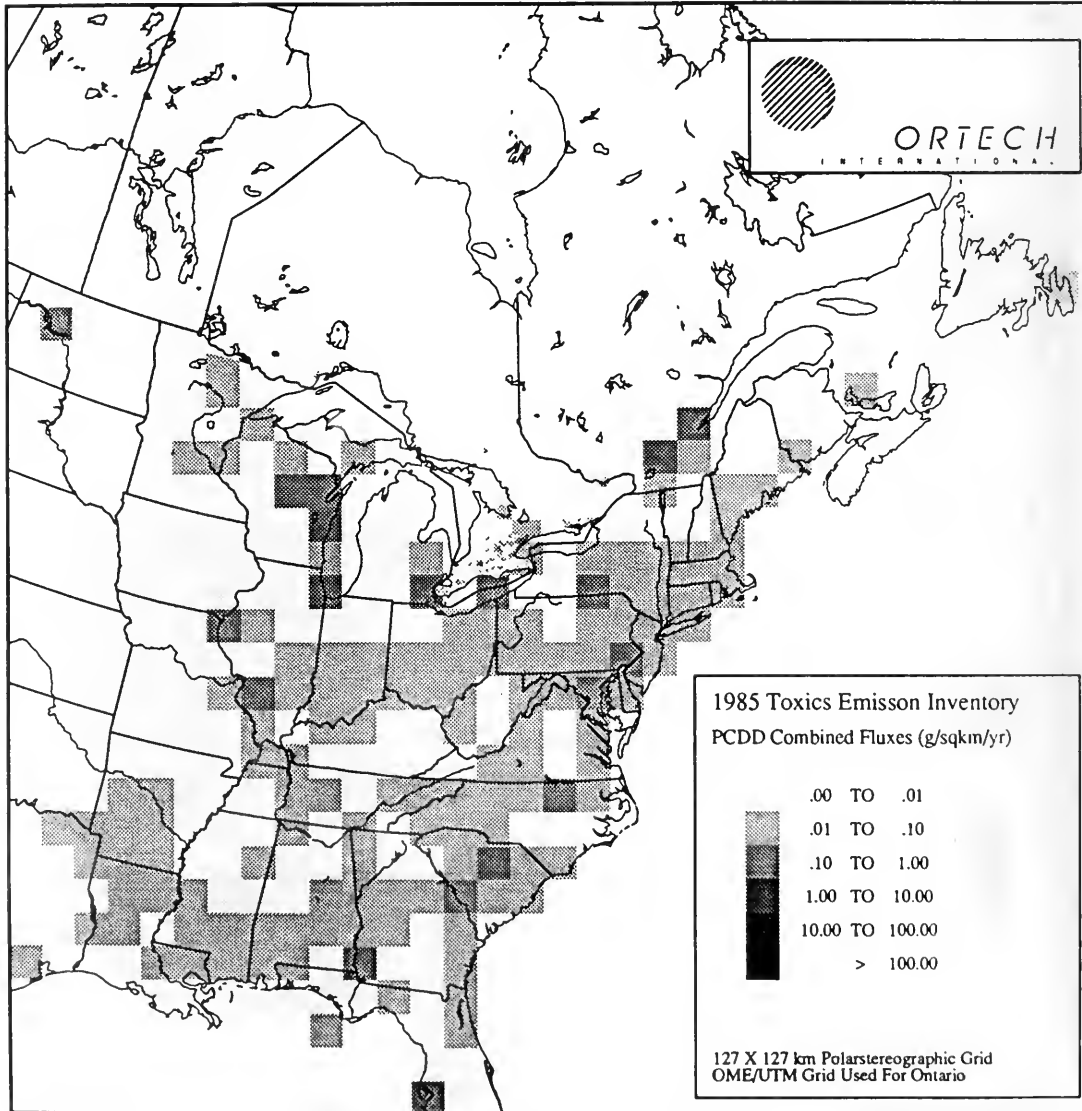 ORTECH
INTERNATIONAL
1985 Toxics Emisson Inventory
PCDD Combined Fluxes (g/sqkm/yr)
.00 TO .01
.01 TO .10
.10 TO 1.00
1.00 TO 10.00
10.00 TO 100.00
> 100.00
127 X 127 km Polarstereographic Grid
OME/UTM Grid Used For Ontario